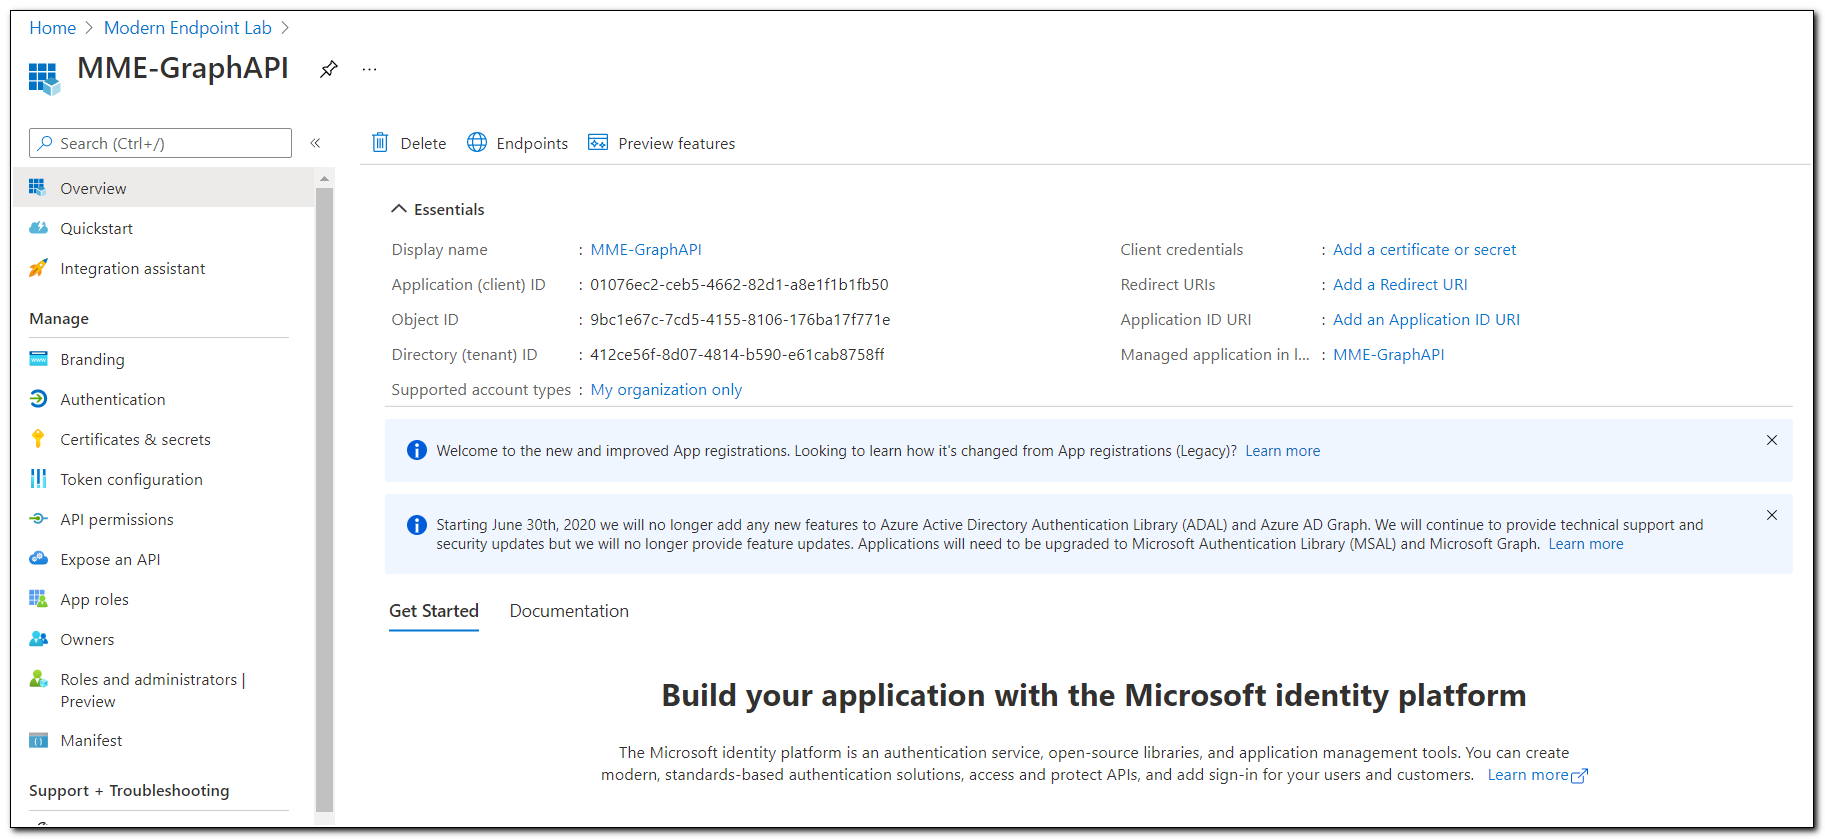 Home > Modern Endpoint Lab >
MME-GraphAPI
Search (Ctrl+/)
Overview
Quickstart
Integration assistant
Manage
Branding
Authentication
Certificates & secrets
Token configuration
API permissions
Expose an API
App roles
Owners
Roles and administrators |
Preview
Manifest
Support + Troubleshooting
Delete Endpoints Preview features
Essentials
Display name : MME-GraphAPI
Application (client) ID : 01076ec2-ceb5-4662-82d1-a8e1f1b1fb50
Object ID : 9bc1e67c-7cd5-4155-8106-176ba17f771e
Directory (tenant) ID : 412ce56f-8d07-4814-b590-e61cab8758ff
Supported account types : My organization only
Client credentials : Add a certificate or secret
Redirect URIs : Add a Redirect URI
Application ID URI : Add an Application ID URI
Managed application in l... : MME-GraphAPI
Welcome to the new and improved App registrations. Looking to learn how it's changed from App registrations (Legacy)? Learn more
Starting June 30th, 2020 we will no longer add any new features to Azure Active Directory Authentication Library (ADAL) and Azure AD Graph. We will continue to provide technical support and
security updates but we will no longer provide feature updates. Applications will need to be upgraded to Microsoft Authentication Library (MSAL) and Microsoft Graph. Learn more
Get Started Documentation
Build your application with the Microsoft identity platform
The Microsoft identity platform is an authentication service, open-source libraries, and application management tools. You can create
modern, standards-based authentication solutions, access and protect APIs, and add sign-in for your users and customers. Learn more